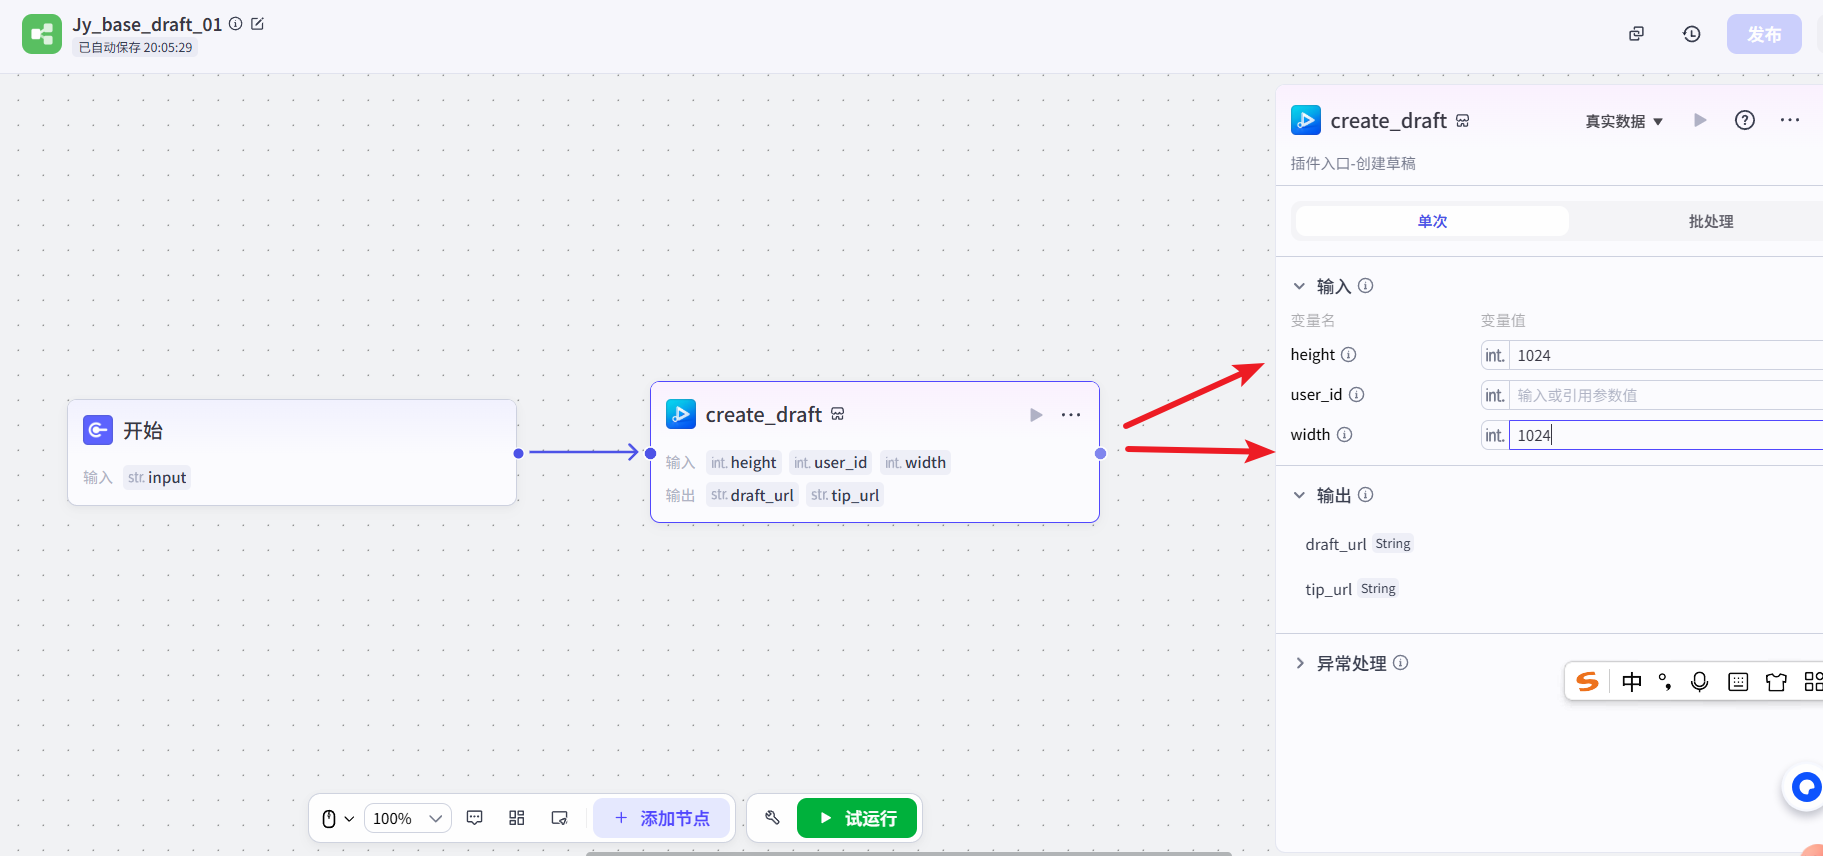 Jy_base_draft_01
已自动保存 20:05:29
发布
开始
输入 str. input
create_draft
输入 int. height int. user_id int. width
输出 str. draft_url str. tip_url
create_draft
真实数据
插件入口-创建草稿
单次 批处理
输入
变量名 变量值
height int. 1024
user_id int. 输入或引用参数值
width int. 1024
输出
draft_url String
tip_url String
异常处理
中
100%
添加节点
试运行